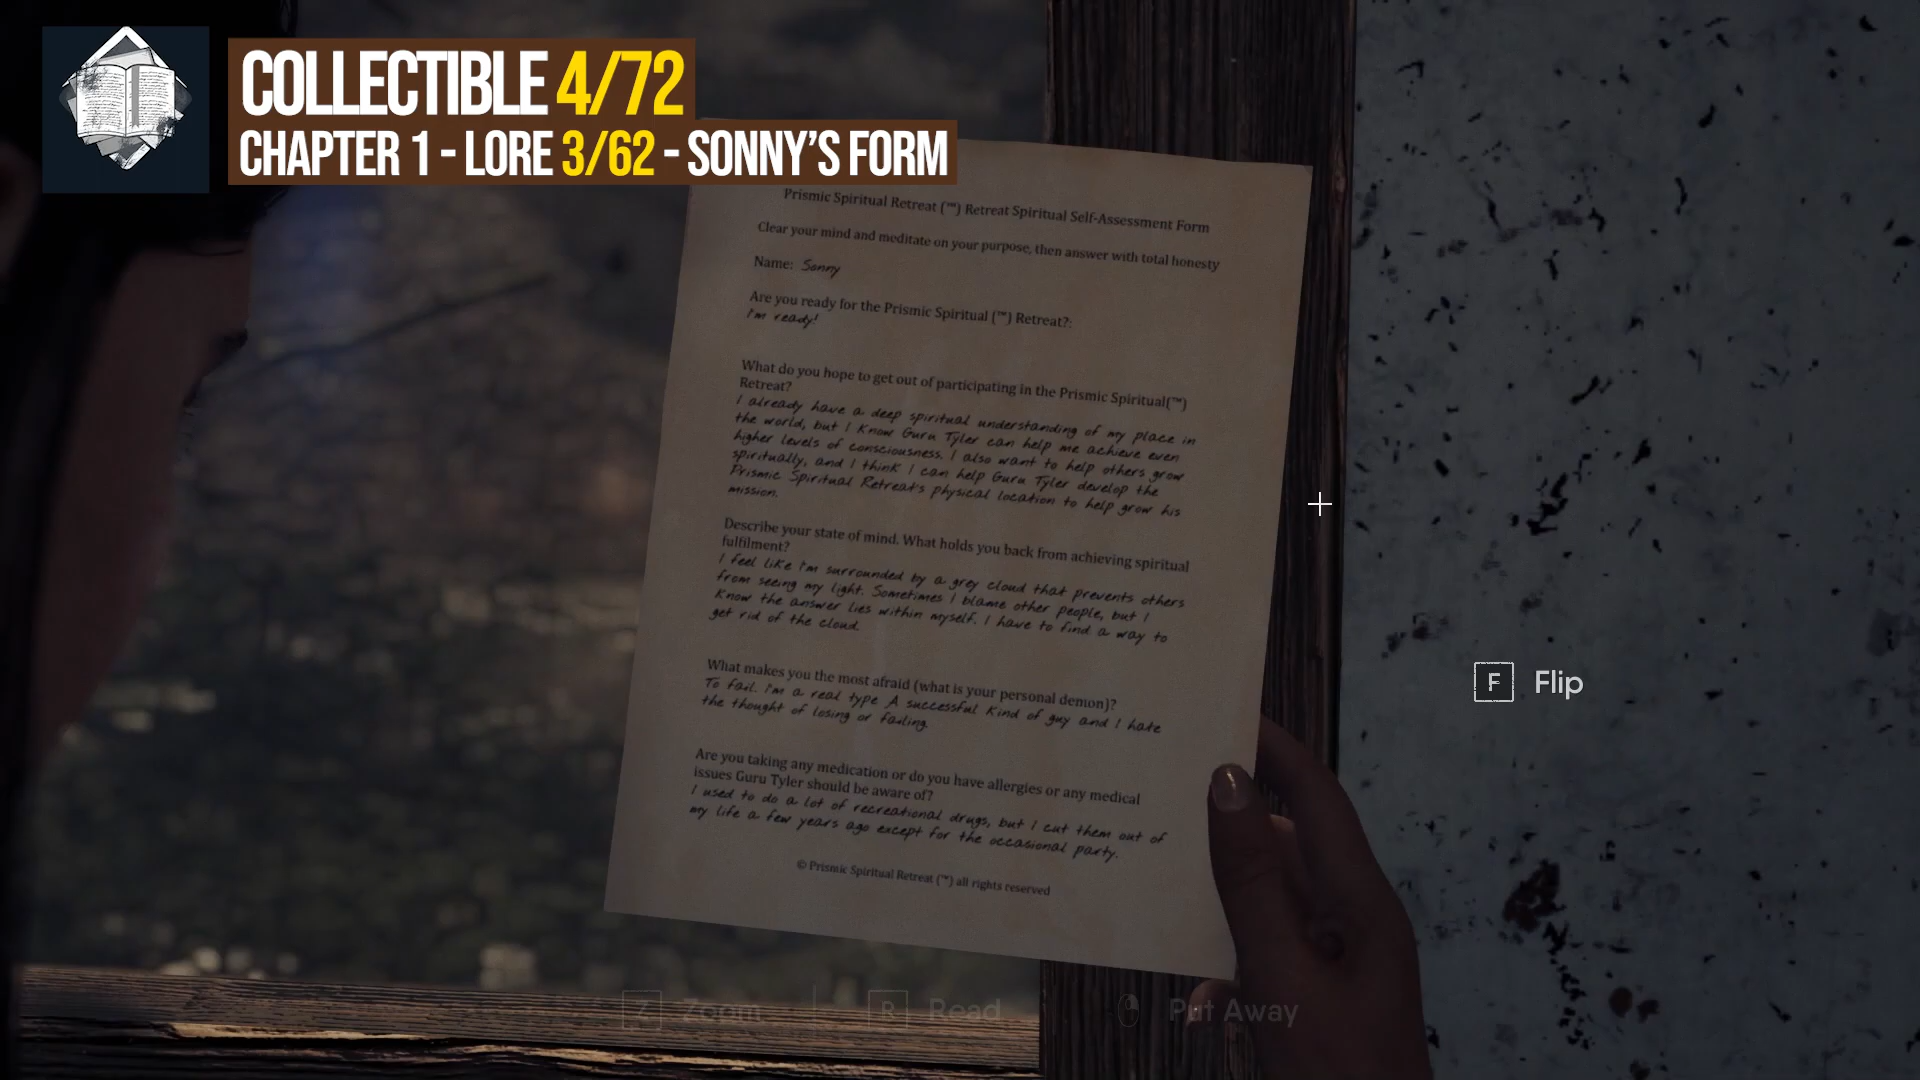 COLLECTIBLE 4/72
CHAPTER 1 - LORE 3/62 - SONNY'S FORM
Prismic Spiritual Retreat (™) Retreat Spiritual Self-Assessment Form
Clear your mind and meditate on your purpose, then answer with total honesty
Name: Sonny
Are you ready for the Prismic Spiritual (™) Retreat?:
I'm ready!
What do you hope to get out of participating in the Prismic Spiritual(™)
Retreat?
I already have a deep spiritual understanding of my place in
the world, but I know Guru Tyler can help me achieve even
higher levels of consciousness. I also want to help others grow
spiritually, and I think I can help Guru Tyler develop the
Prismic Spiritual Retreat's physical location to help grow his
mission.
Describe your state of mind. What holds you back from achieving spiritual
fulfilment?
I feel like I'm surrounded by a grey cloud that prevents others
from seeing my light. Sometimes I blame other people, but I
know the answer lies within myself. I have to find a way to
get rid of the cloud.
What makes you the most afraid (what is your personal demon)?
To fail. I'm a real type A successful kind of guy and I hate
the thought of losing or failing.
Are you taking any medication or do you have allergies or any medical
issues Guru Tyler should be aware of?
I used to do a lot of recreational drugs, but I cut them out of
my life a few years ago except for the occasional party.
© Prismic Spiritual Retreat (™) all rights reserved
F Flip
Z Zoom R Read Put Away